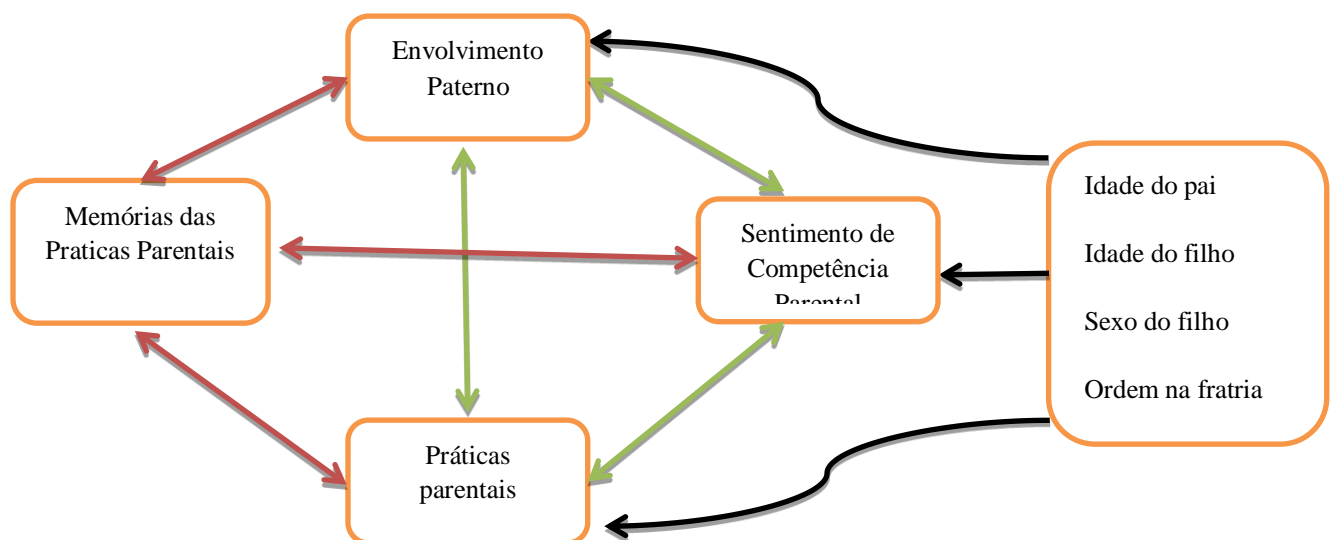 Envolvimento
Paterno
Memórias das
Praticas Parentais
Sentimento de
Competência
Parental
Práticas
parentais
Idade do pai
Idade do filho
Sexo do filho
Ordem na fratria